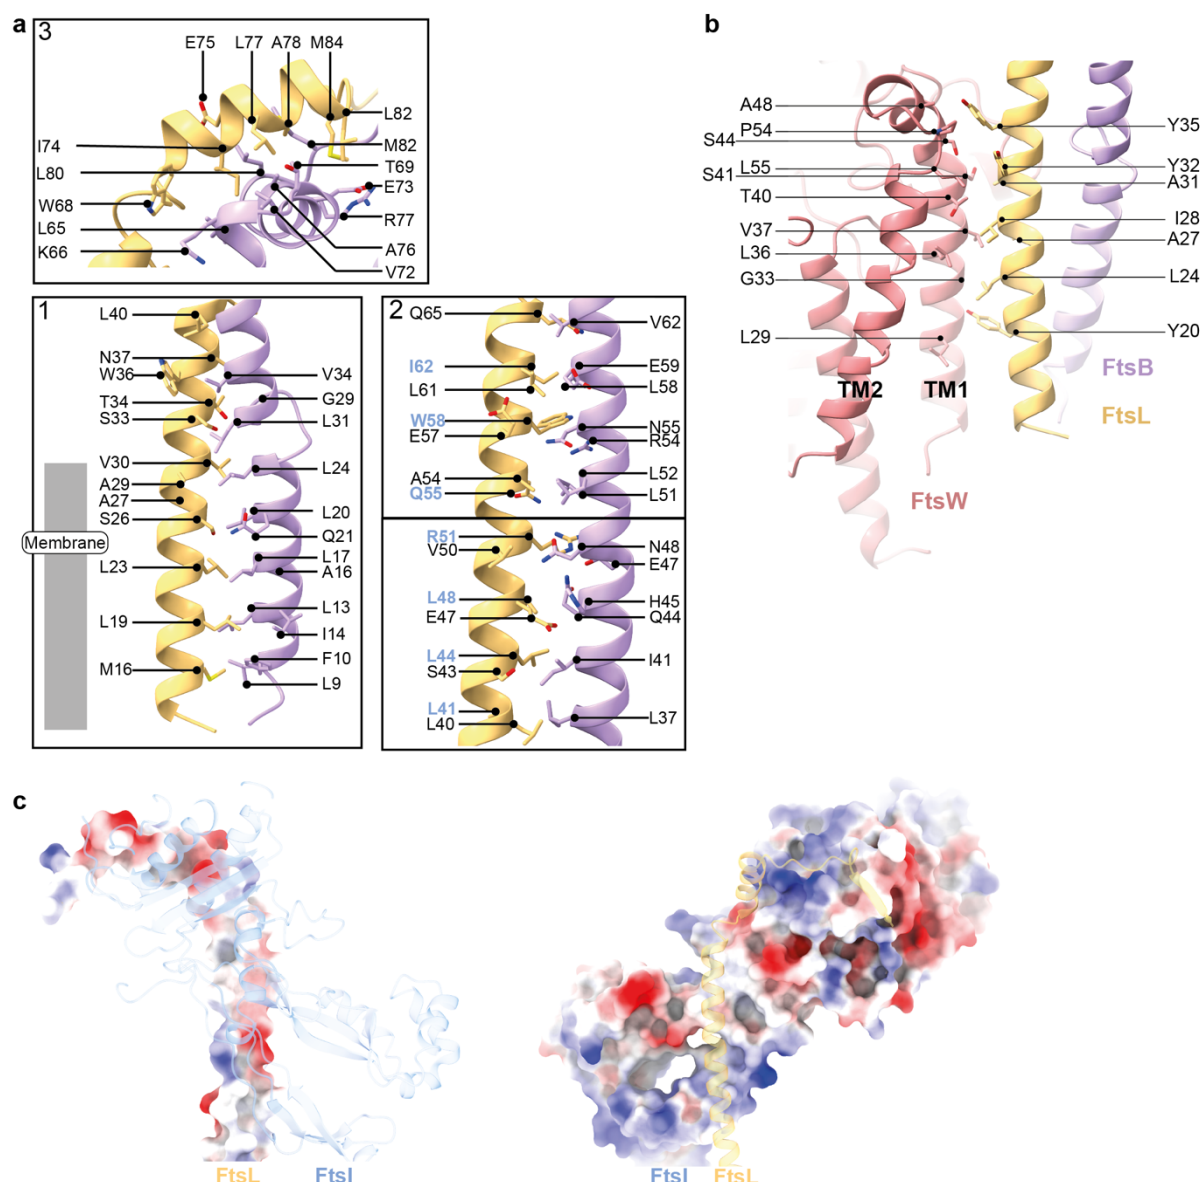 a
3
E75 L77 A78 M84
L82
I74
M82
L80
T69
W68
E73
L65
R77
K66
A76
V72
1
L40
N37
W36
V34
T34
G29
S33
L31
V30
L24
A29
A27
L20
S26
Q21
Membrane
L17
L23
A16
L13
L19
I14
F10
M16
L9
2
Q65
V62
I62
E59
L61
L58
W58
N55
E57
R54
A54
L52
Q55
L51
R51
N48
V50
E47
L48
H45
E47
Q44
L44
I41
S43
L41
L37
L40
b
A48
P54
Y35
S44
L55
Y32
S41
A31
T40
I28
V37
A27
L36
G33
L24
L29
Y20
TM2 TM1
FtsB
FtsL
FtsW
c
FtsL FtsI
FtsI FtsL